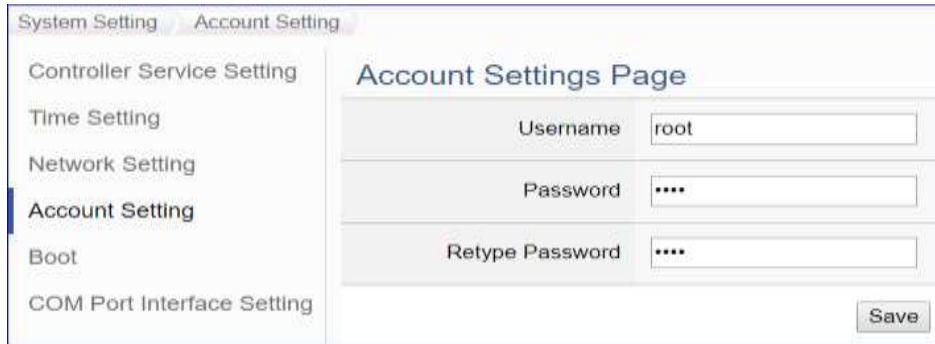 System Setting Account Setting
Controller Service Setting
Time Setting
Network Setting
Account Setting
Boot
COM Port Interface Setting
Account Settings Page
Username root
Password ••••
Retype Password ••••
Save